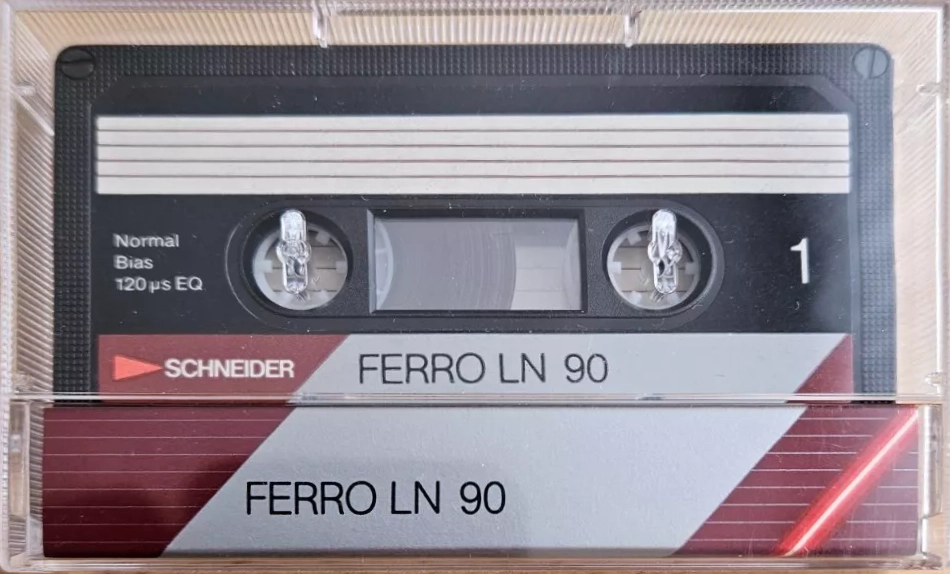 Normal
Bias
120 µs EQ
1
SCHNEIDER
FERRO LN 90
FERRO LN 90